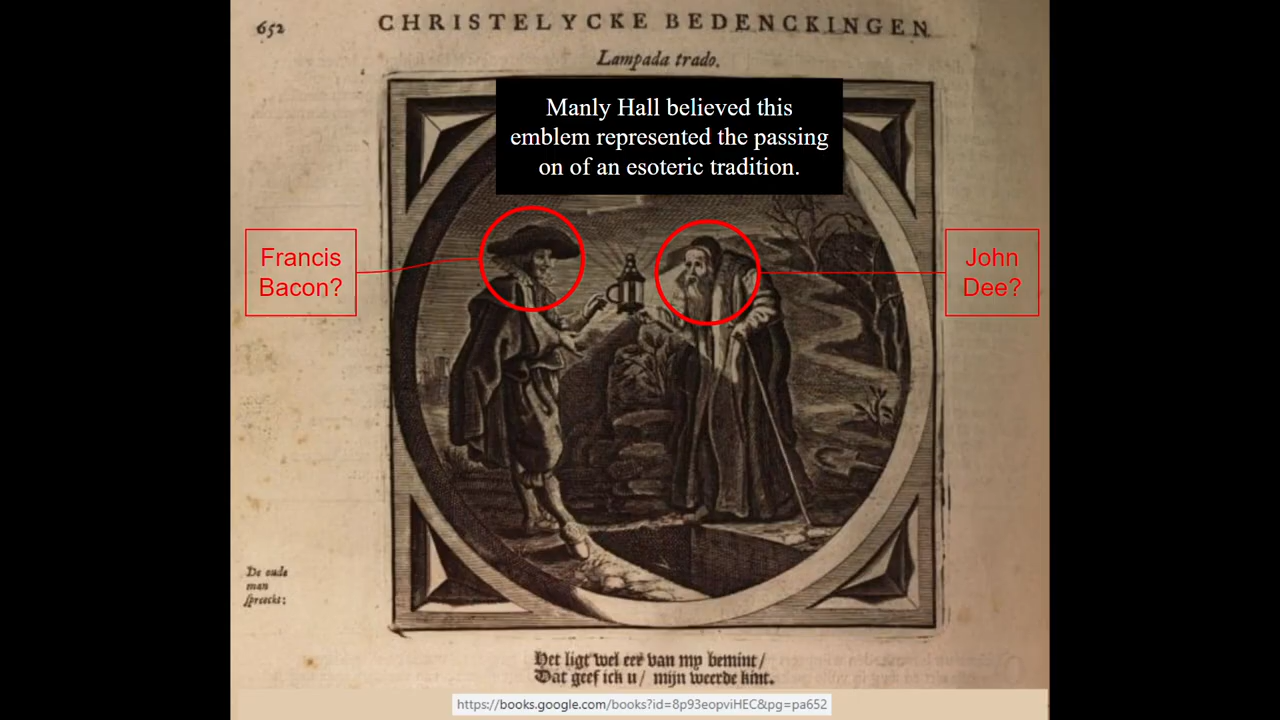 652
CHRISTELYCKE BEDENCKINGEN
Lampada trado.
Manly Hall believed this
emblem represented the passing
on of an esoteric tradition.
Francis
Bacon?
John
Dee?
De oude
man
spreeckt:
Het ligt wel eer van my bemint /
Dat geef ick u / mijn weerde kint.
https://books.google.com/books?id=8p93eopviHEC&pg=pa652